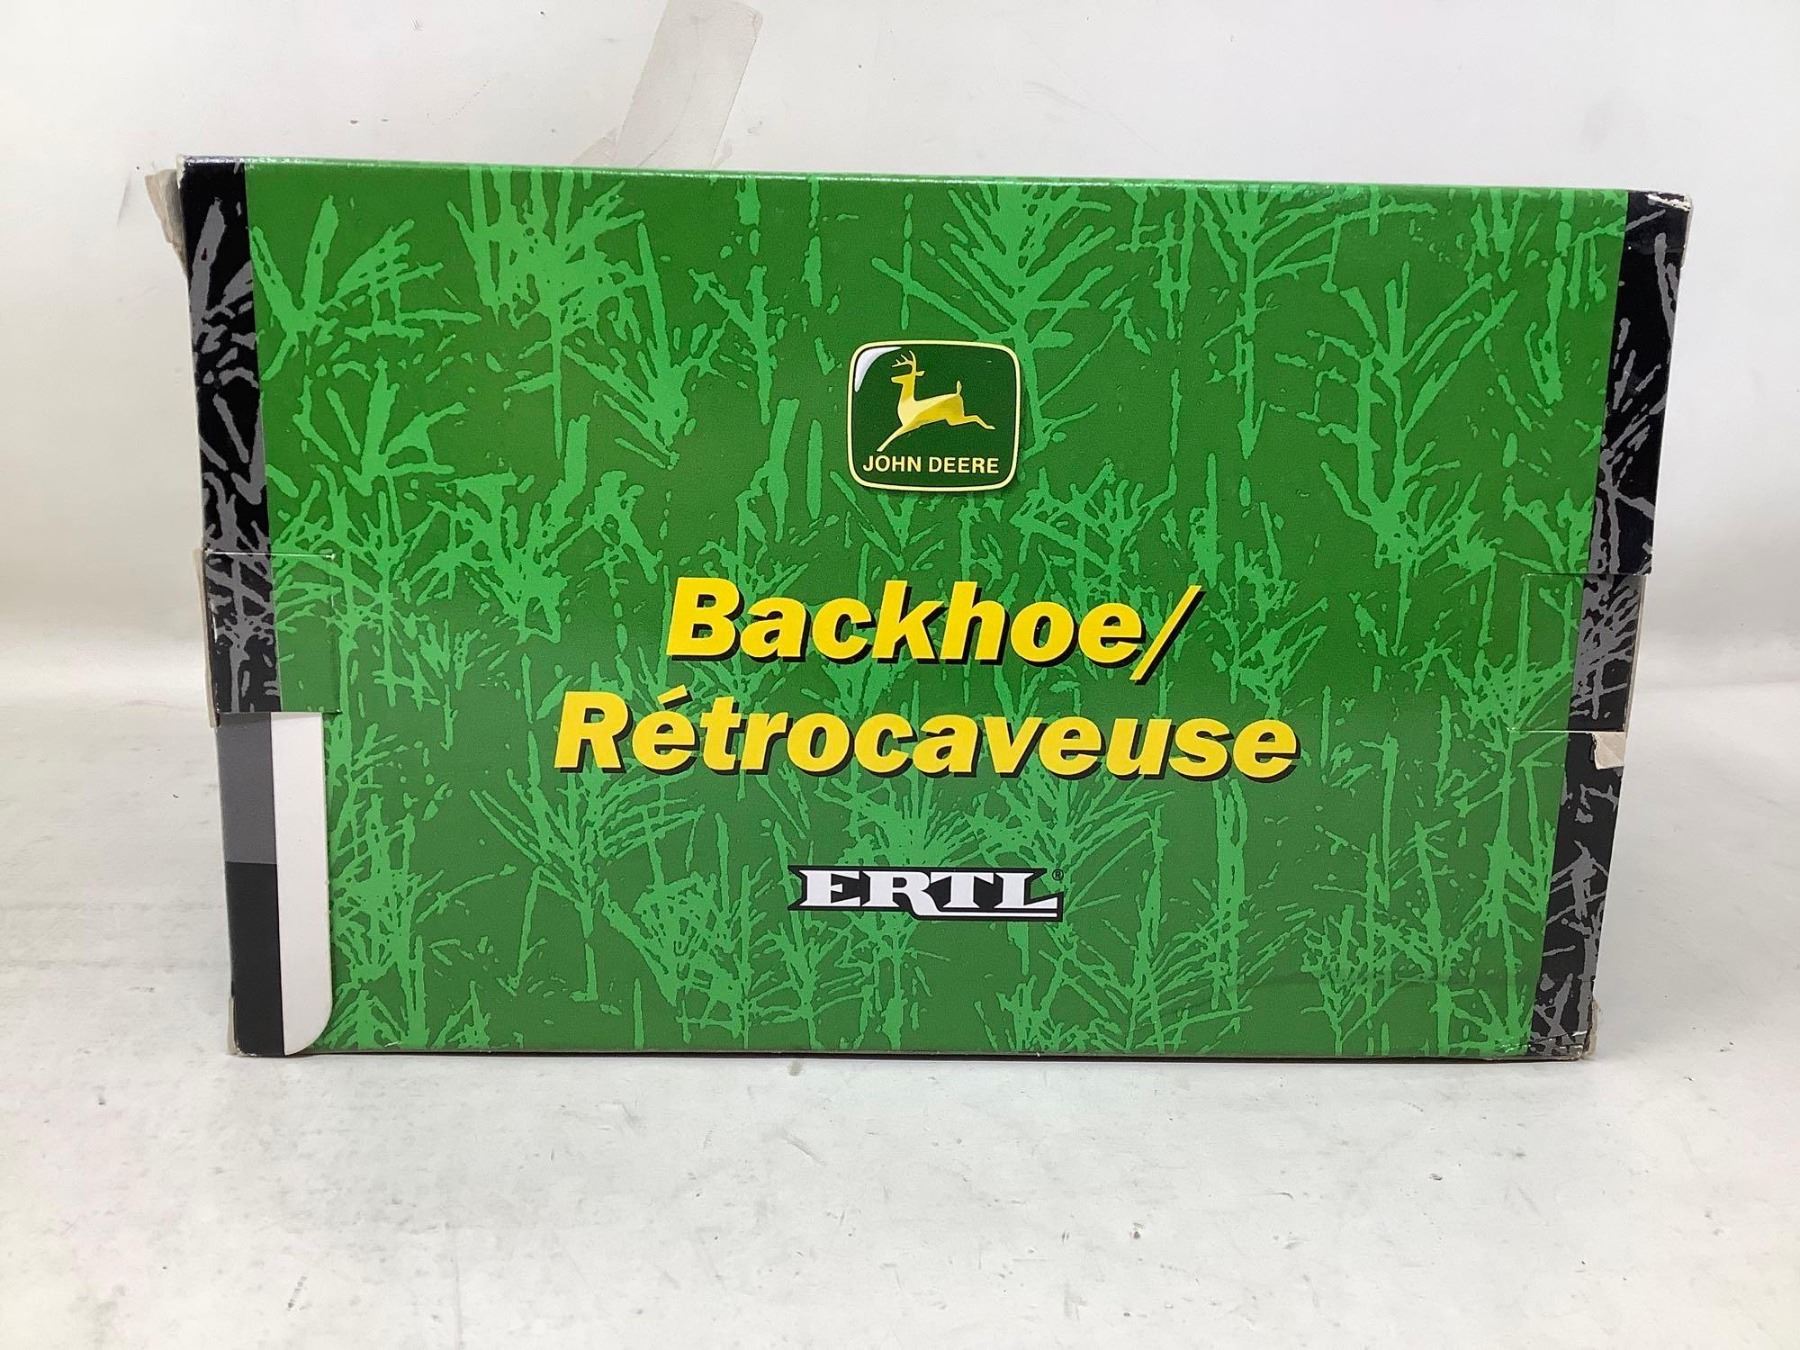 JOHN DEERE
Backhoe/
Rétrocaveuse
ERTL®